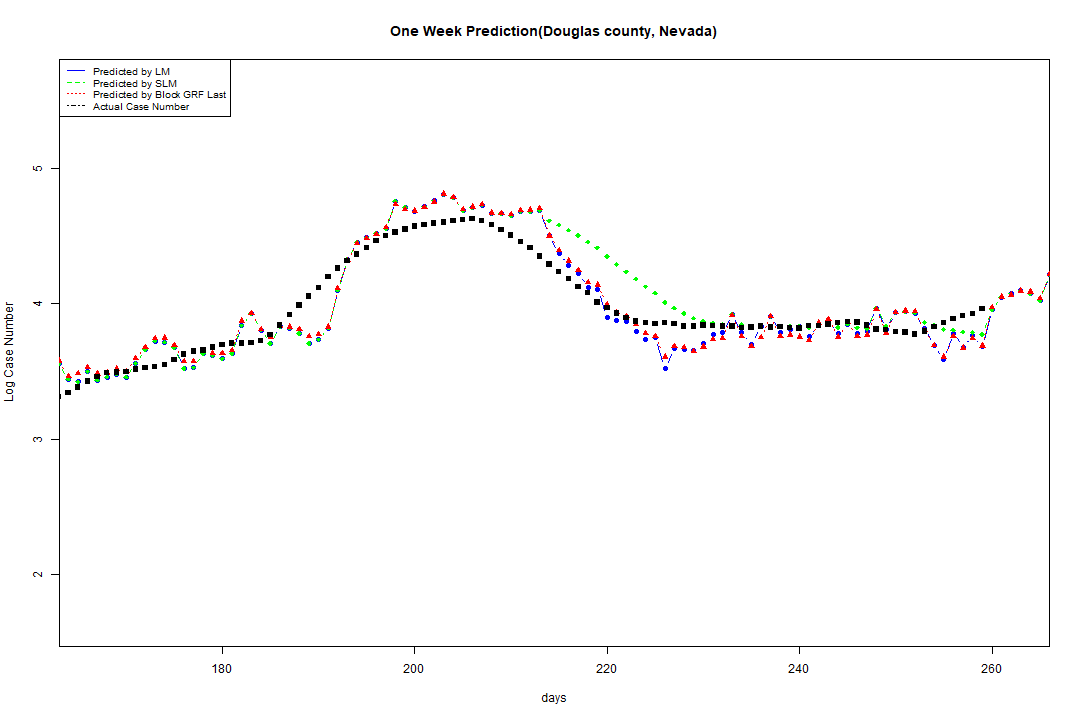 One Week Prediction(Douglas county, Nevada)
Predicted by LM
Predicted by SLM
Predicted by Block GRF Last
Actual Case Number
5
4
3
2
Log Case Number
180 200 220 240 260
days